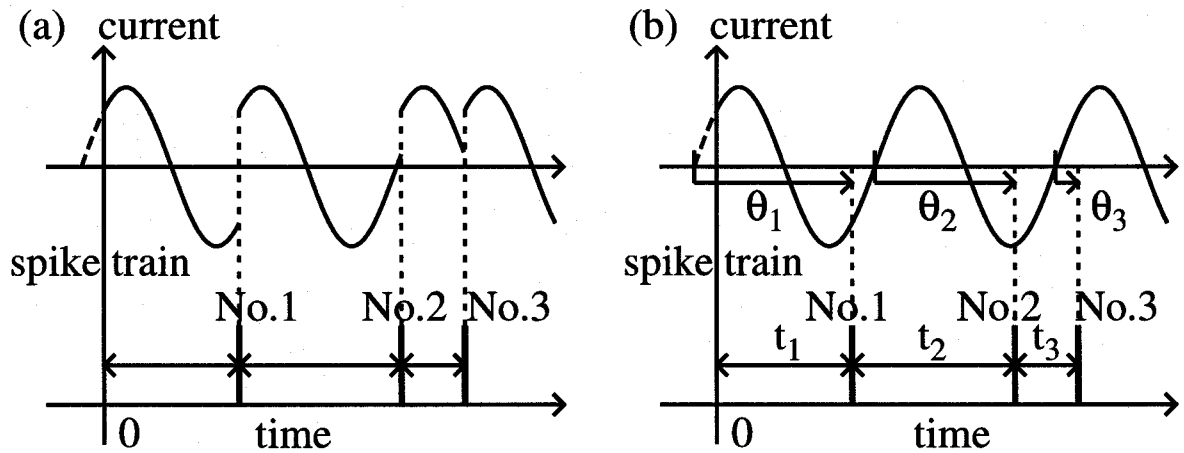 (a) current
spike train
No.1 No.2 No.3
0 time
(b) current
θ1 θ2 θ3
spike train
No.1 No.2 No.3
t1 t2 t3
0 time